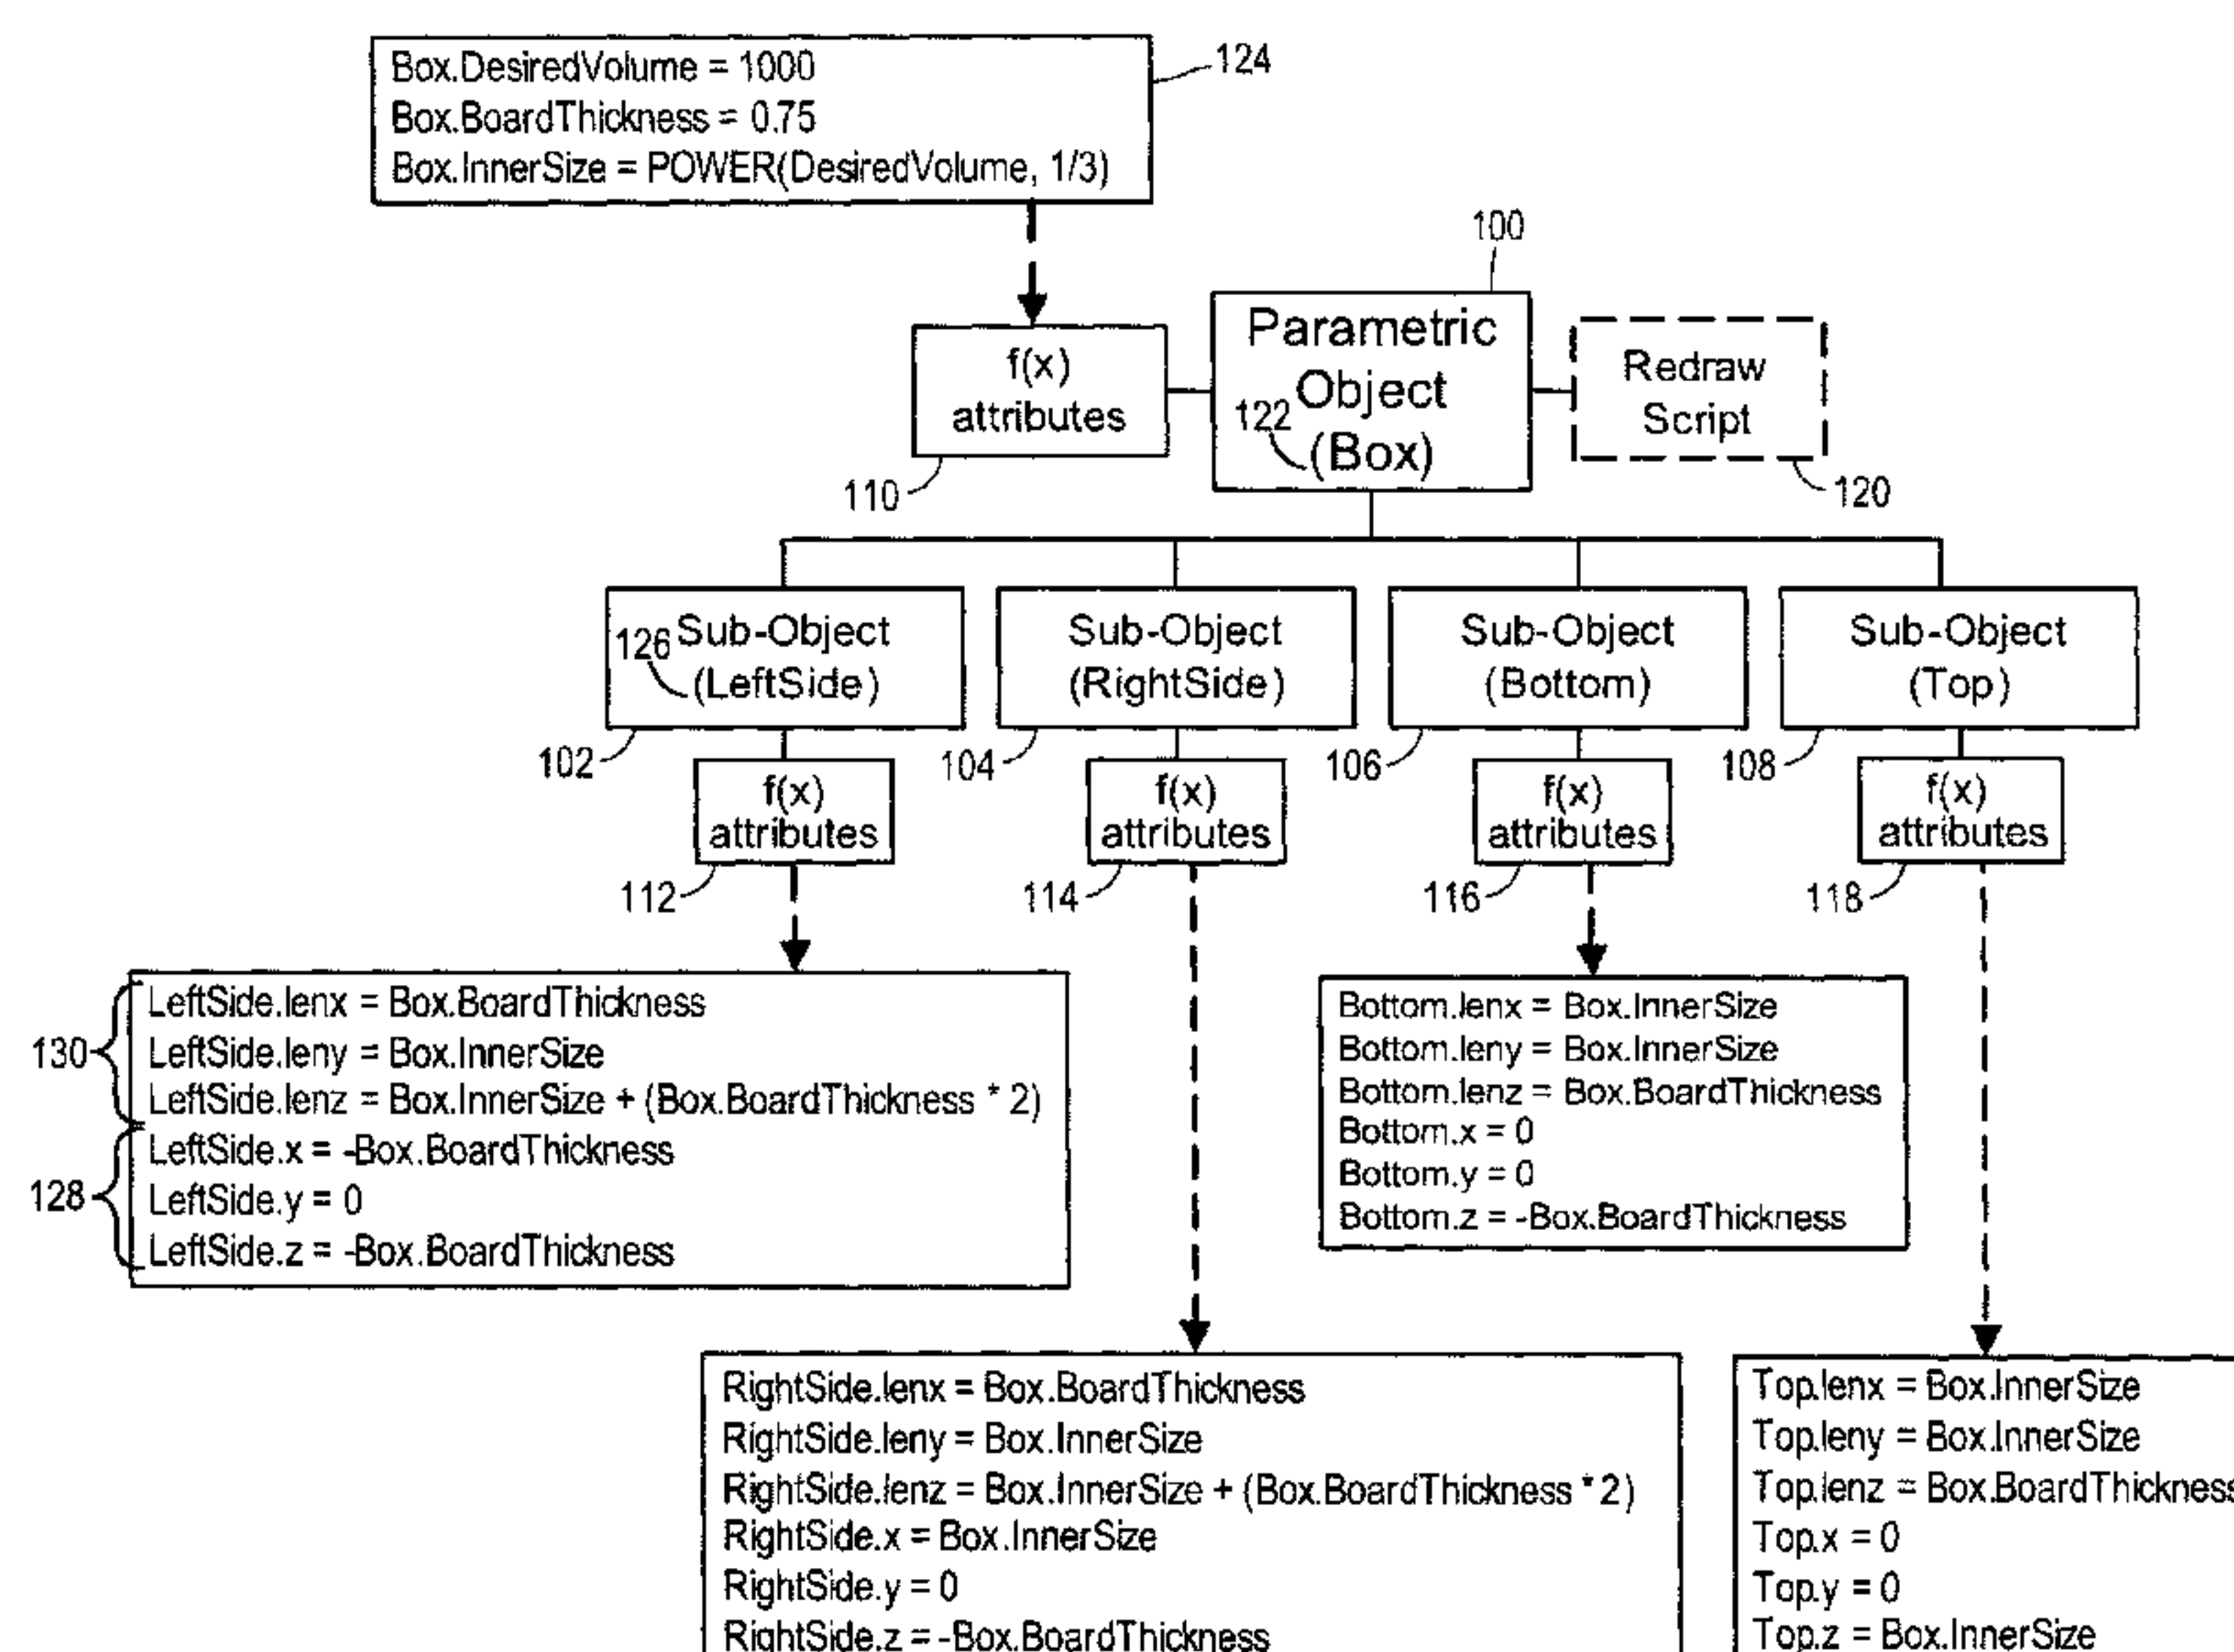 Box.DesiredVolume = 1000
Box.BoardThickness = 0.75
Box.InnerSize = POWER(DesiredVolume, 1/3)
124
100
f(x)
attributes
110
Parametric
Object
122
(Box)
Redraw
Script
120
126
Sub-Object
(LeftSide)
102
Sub-Object
(RightSide)
104
Sub-Object
(Bottom)
106
Sub-Object
(Top)
108
f(x)
attributes
112
f(x)
attributes
114
f(x)
attributes
116
f(x)
attributes
118
130
LeftSide.lenx = Box.BoardThickness
LeftSide.leny = Box.InnerSize
LeftSide.lenz = Box.InnerSize + (Box.BoardThickness * 2)
128
LeftSide.x = -Box.BoardThickness
LeftSide.y = 0
LeftSide.z = -Box.BoardThickness
Bottom.lenx = Box.InnerSize
Bottom.leny = Box.InnerSize
Bottom.lenz = Box.BoardThickness
Bottom.x = 0
Bottom.y = 0
Bottom.z = -Box.BoardThickness
RightSide.lenx = Box.BoardThickness
RightSide.leny = Box.InnerSize
RightSide.lenz = Box.InnerSize + (Box.BoardThickness * 2)
RightSide.x = Box.InnerSize
RightSide.y = 0
RightSide.z = -Box.BoardThickness
Top.lenx = Box.InnerSize
Top.leny = Box.InnerSize
Top.lenz = Box.BoardThickness
Top.x = 0
Top.y = 0
Top.z = Box.InnerSize